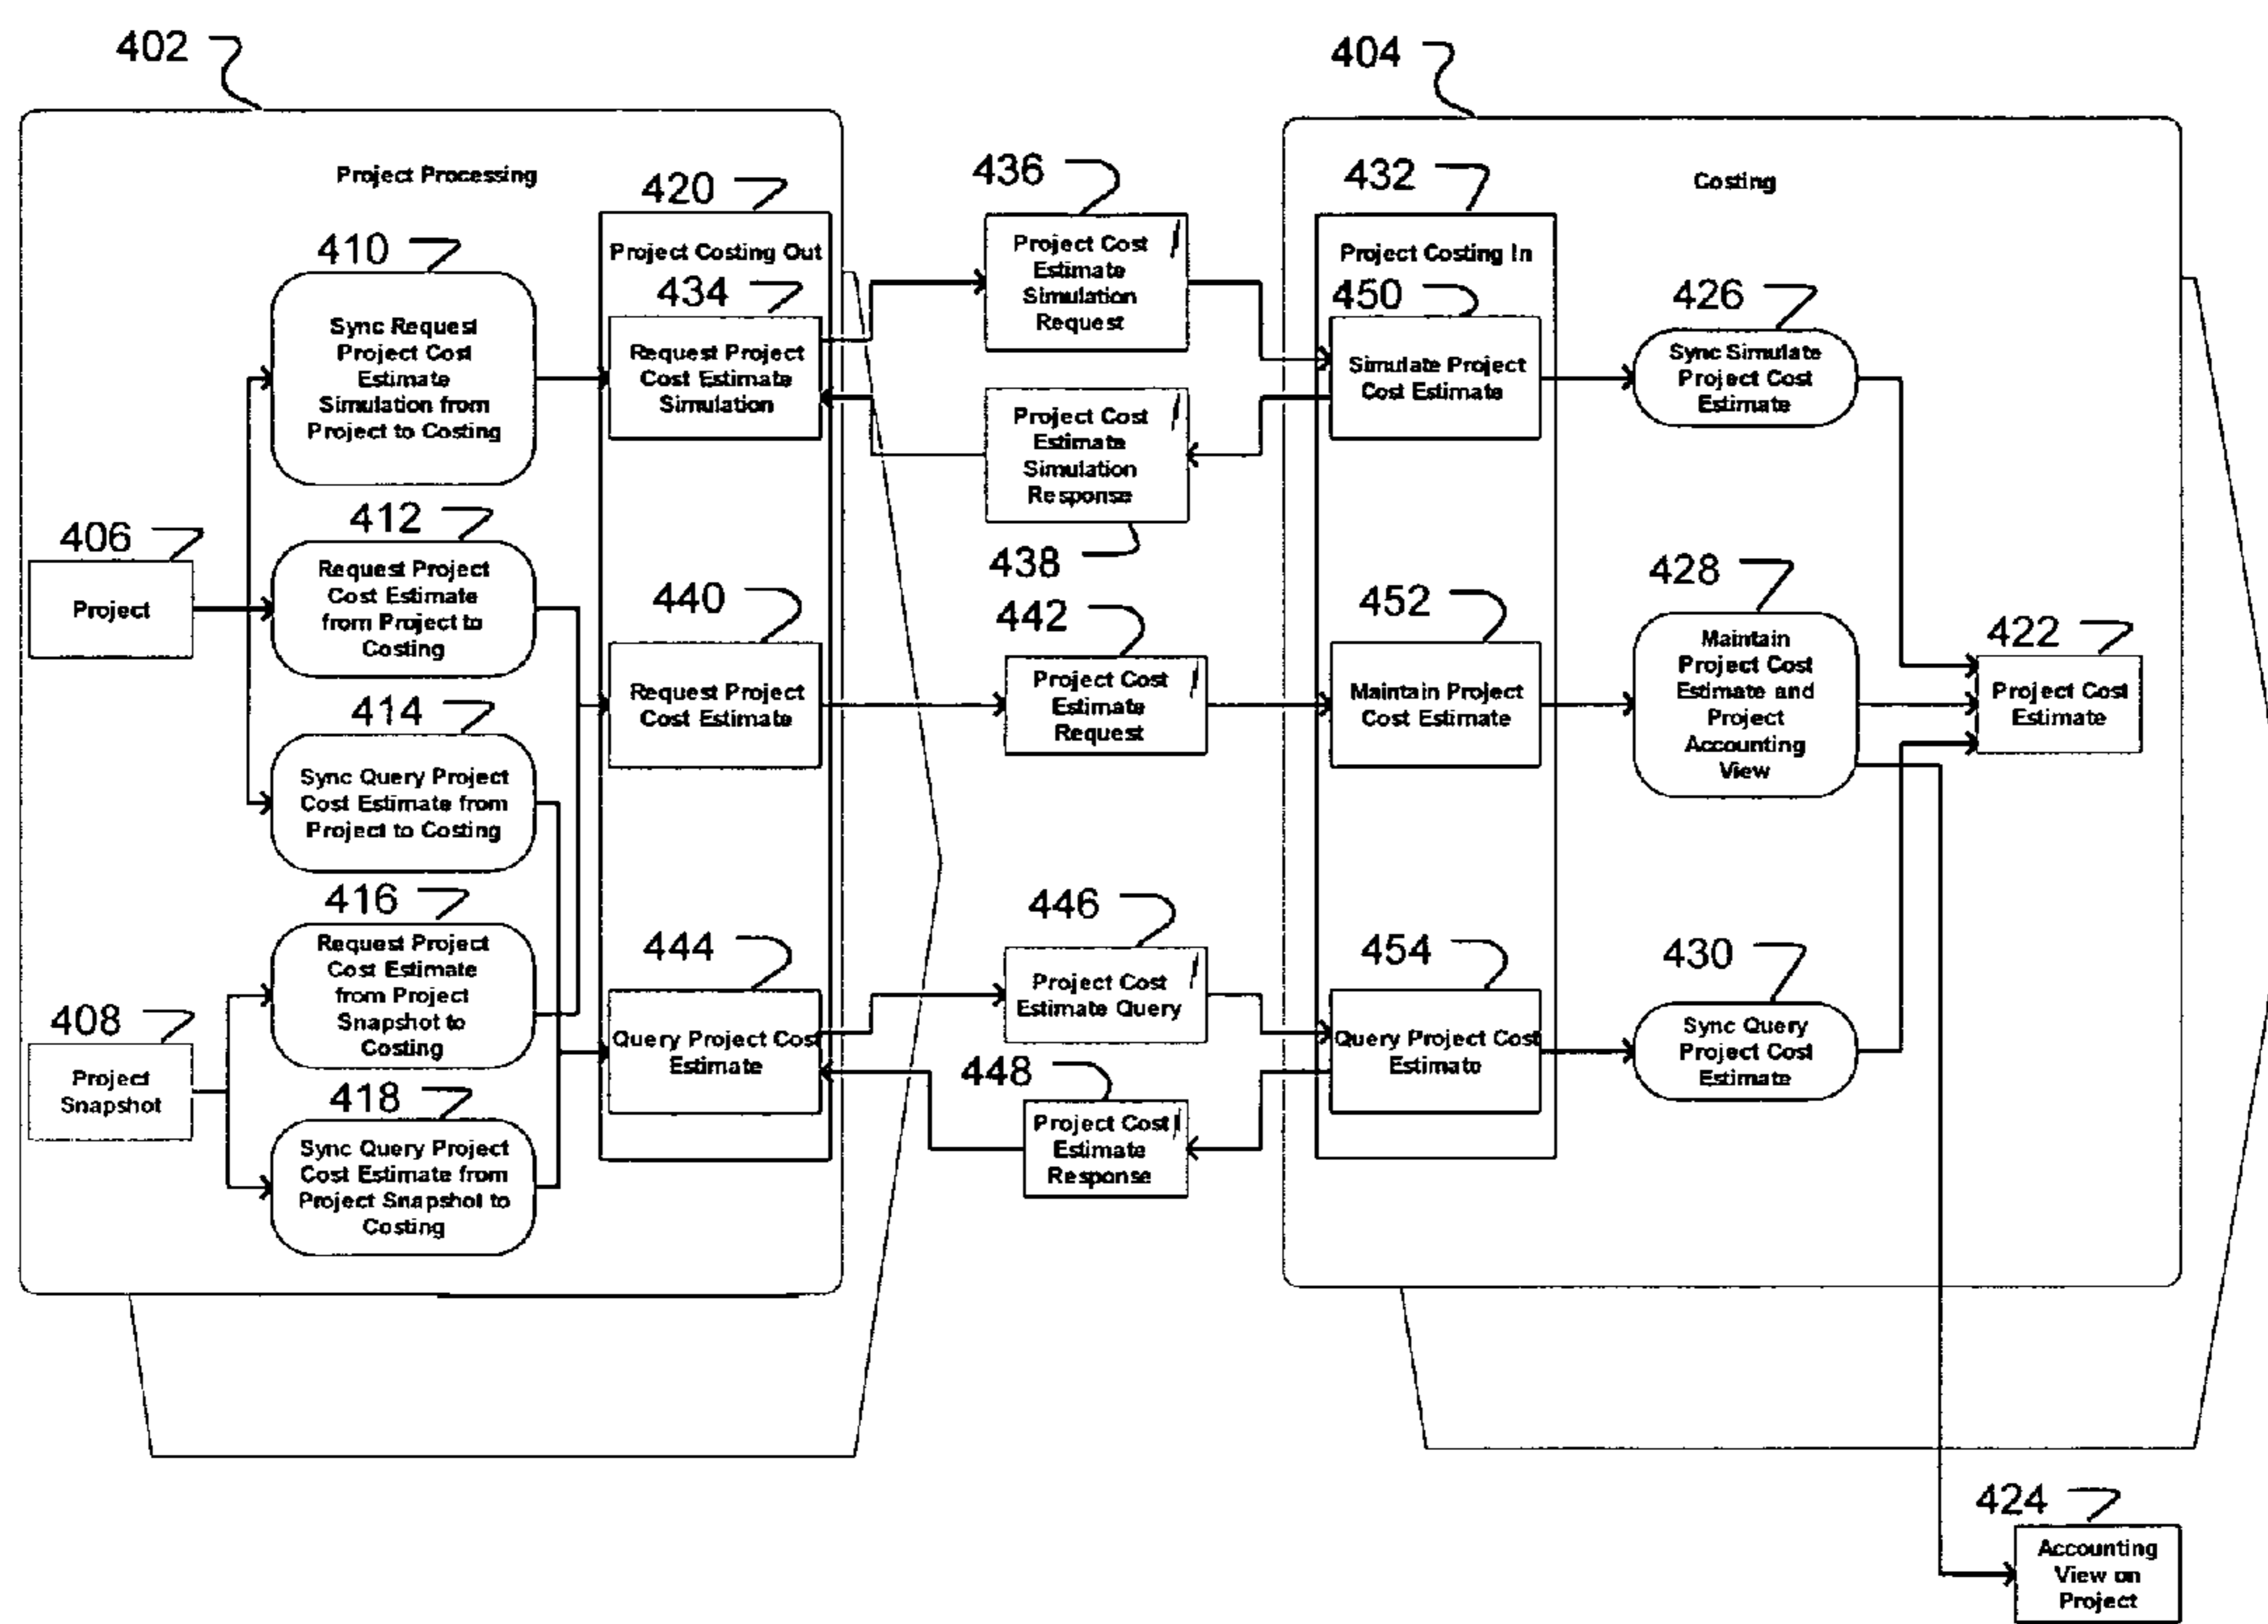 402
404
Project Processing
Costing
420
436
432
410
Project Costing Out
Project Cost
Estimate
Simulation
Request
Project Costing In
434
450
426
Sync Request
Project Cost
Estimate
Simulation from
Project to Costing
Request Project
Cost Estimate
Simulation
Simulate Project
Cost Estimate
Sync Simulate
Project Cost
Estimate
Project Cost
Estimate
Simulation
Response
438
406
Project
412
Request Project
Cost Estimate
from Project to
Costing
440
Request Project
Cost Estimate
442
Project Cost
Estimate
Request
452
Maintain Project
Cost Estimate
428
Maintain
Project Cost
Estimate and
Project
Accounting
View
422
Project Cost
Estimate
414
Sync Query Project
Cost Estimate from
Project to Costing
416
Request Project
Cost Estimate
from Project
Snapshot to
Costing
408
Project
Snapshot
418
Sync Query Project
Cost Estimate from
Project Snapshot to
Costing
444
Query Project Cost
Estimate
446
Project Cost
Estimate Query
448
Project Cost
Estimate
Response
454
Query Project Cost
Estimate
430
Sync Query
Project Cost
Estimate
424
Accounting
View on
Project